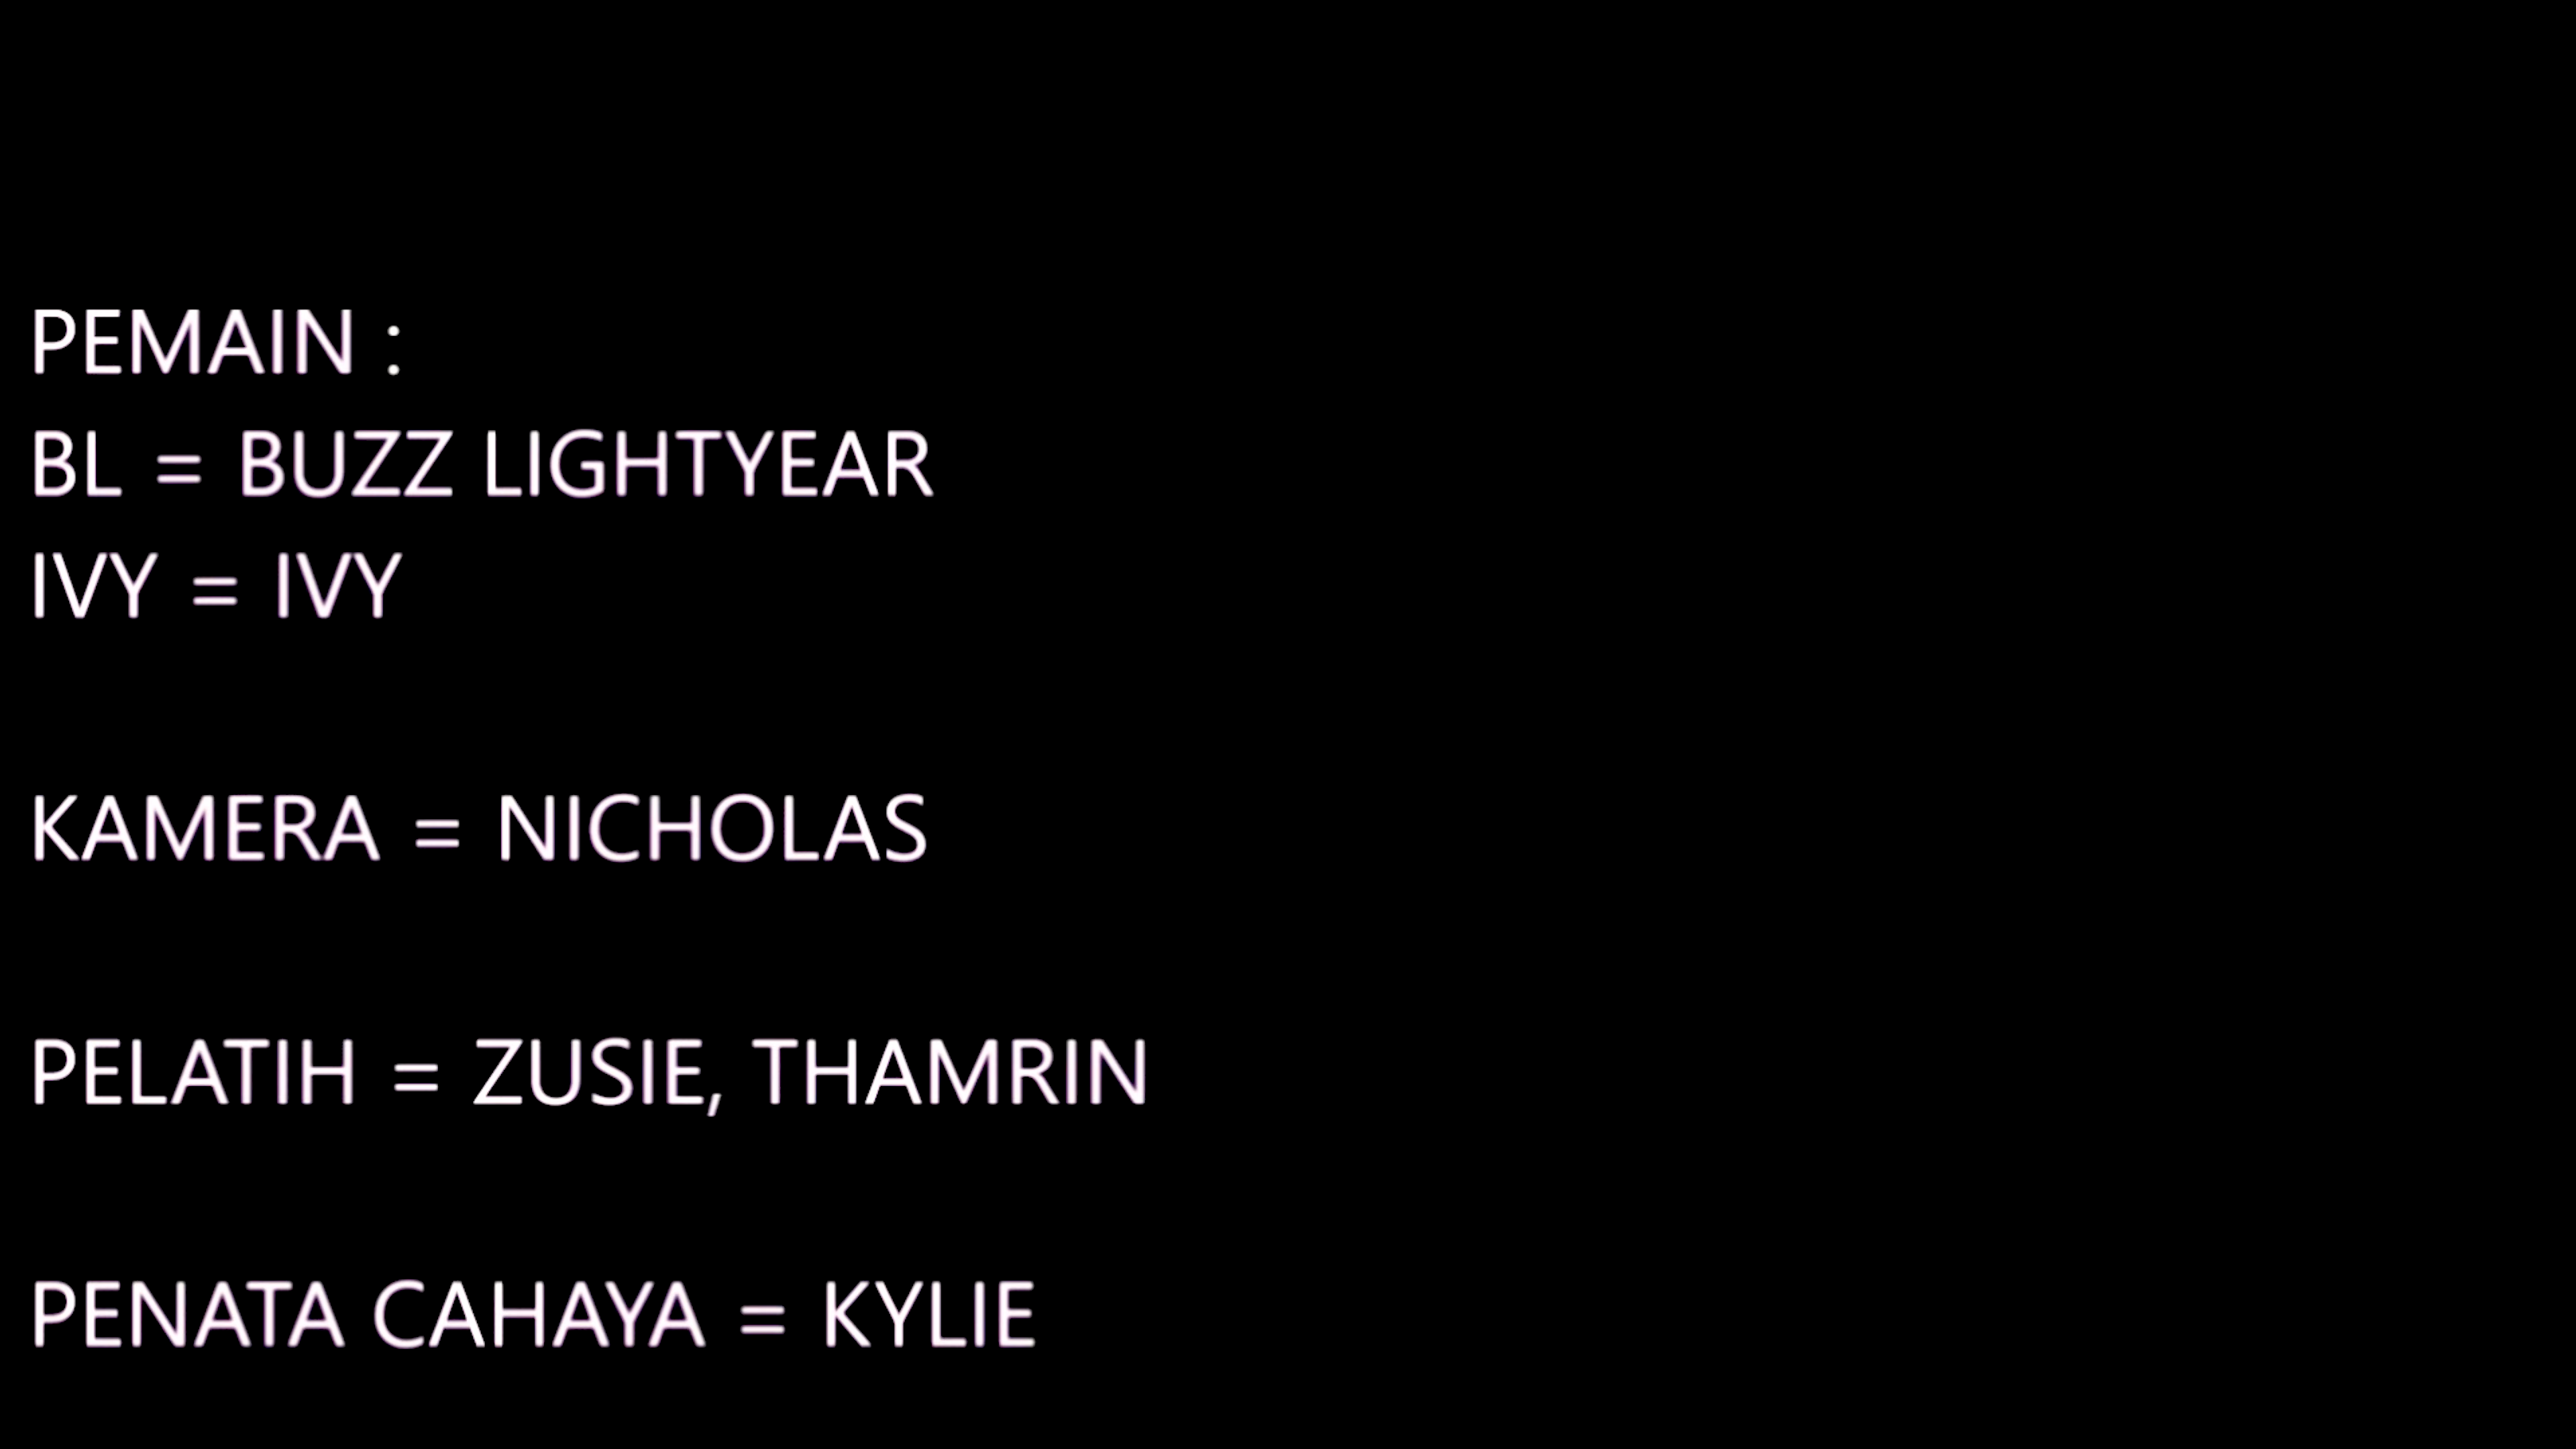 PEMAIN :
BL = BUZZ LIGHTYEAR
IVY = IVY
KAMERA = NICHOLAS
PELATIH = ZUSIE, THAMRIN
PENATA CAHAYA = KYLIE